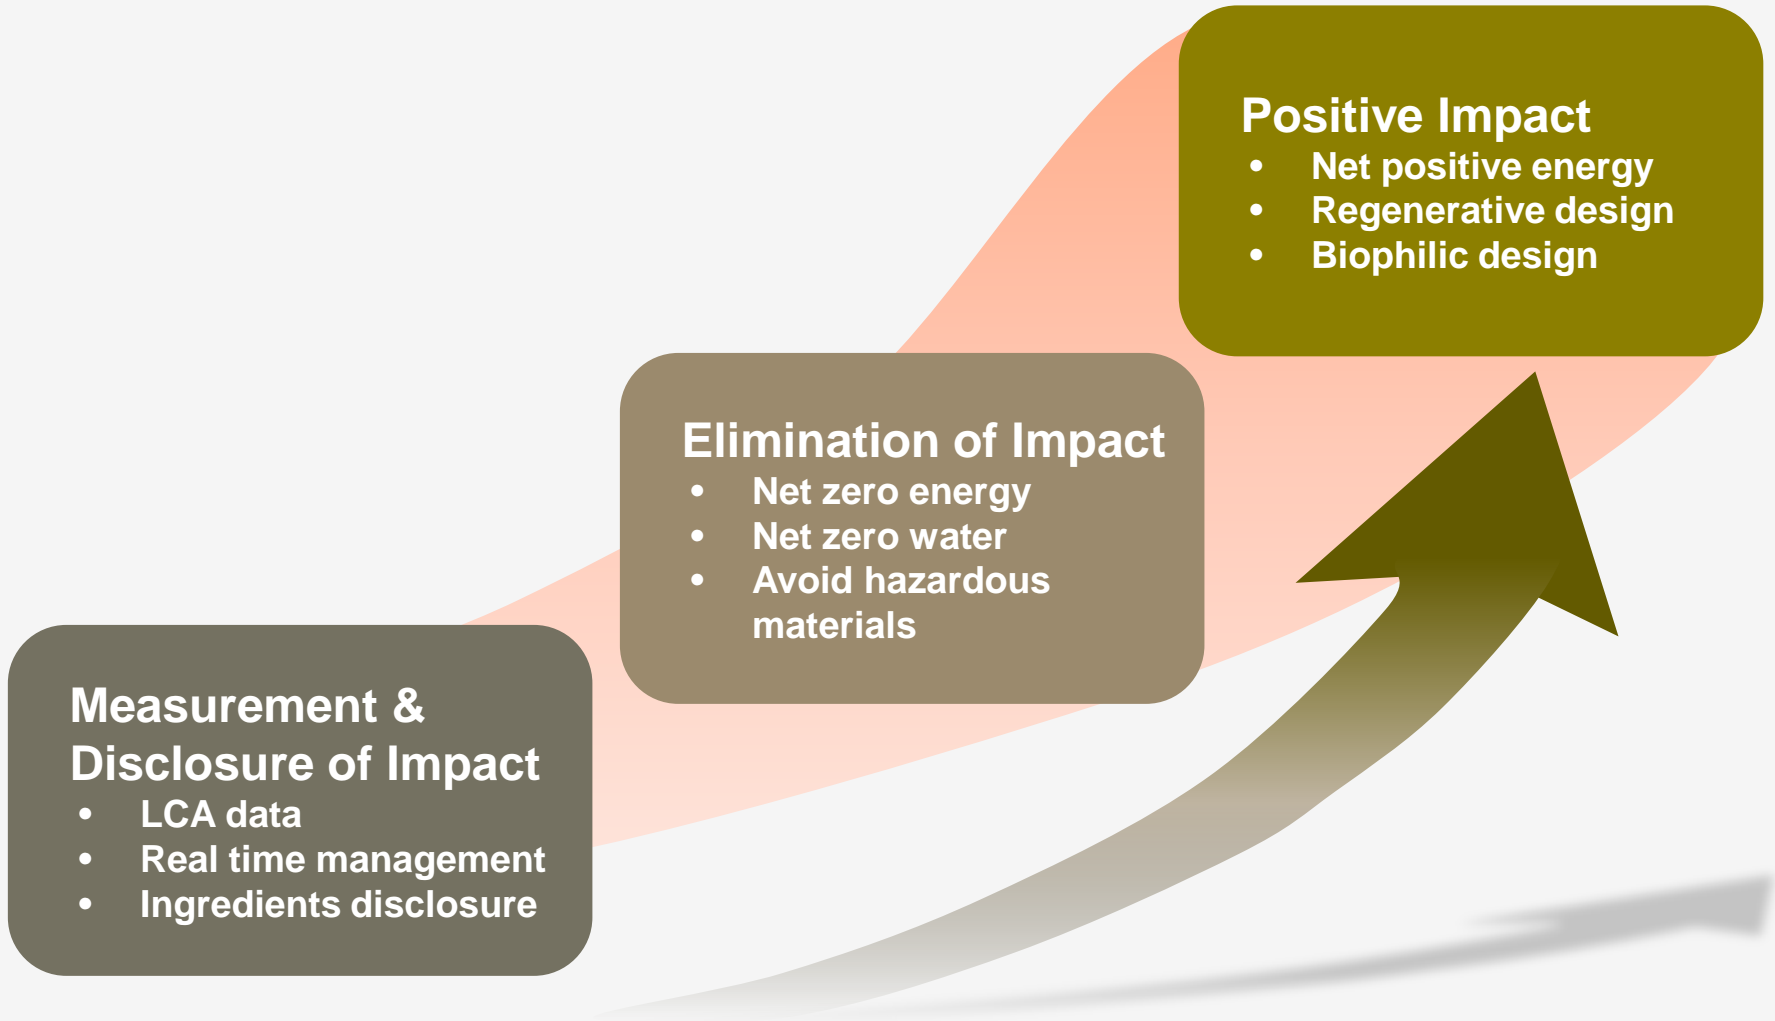 Positive Impact
• Net positive energy
• Regenerative design
• Biophilic design
Elimination of Impact
• Net zero energy
• Net zero water
• Avoid hazardous
materials
Measurement &
Disclosure of Impact
• LCA data
• Real time management
• Ingredients disclosure